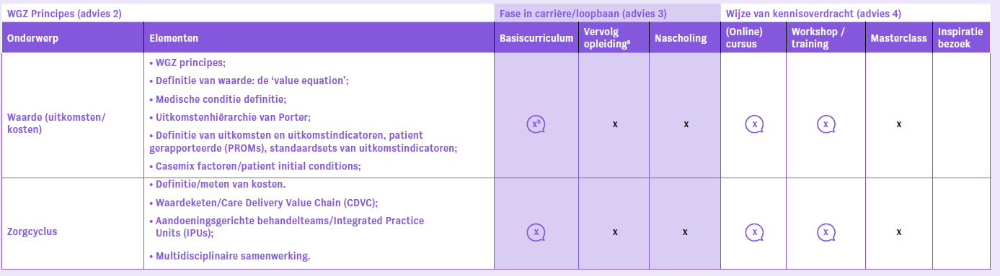 WGZ Principes (advies 2) Fase in carrière/loopbaan (advies 3) Wijze van kennisoverdracht (advies 4)
Onderwerp Elementen Basiscurriculum Vervolg opleidingᵃ Nascholing (Online) cursus Workshop / training Masterclass Inspiratie bezoek
Waarde (uitkomsten/
kosten)
• WGZ principes;
• Definitie van waarde: de ‘value equation’;
• Medische conditie definitie;
• Uitkomstenhiërarchie van Porter;
• Definitie van uitkomsten en uitkomstindicatoren, patient
gerapporteerde (PROMs), standaardsets van uitkomstindicatoren;
• Casemix factoren/patient initial conditions;
xᵇ x x x x x
• Definitie/meten van kosten.
Zorgcyclus
• Waardeketen/Care Delivery Value Chain (CDVC);
• Aandoeningsgerichte behandelteams/Integrated Practice
Units (IPUs);
• Multidisciplinaire samenwerking.
x x x x x x